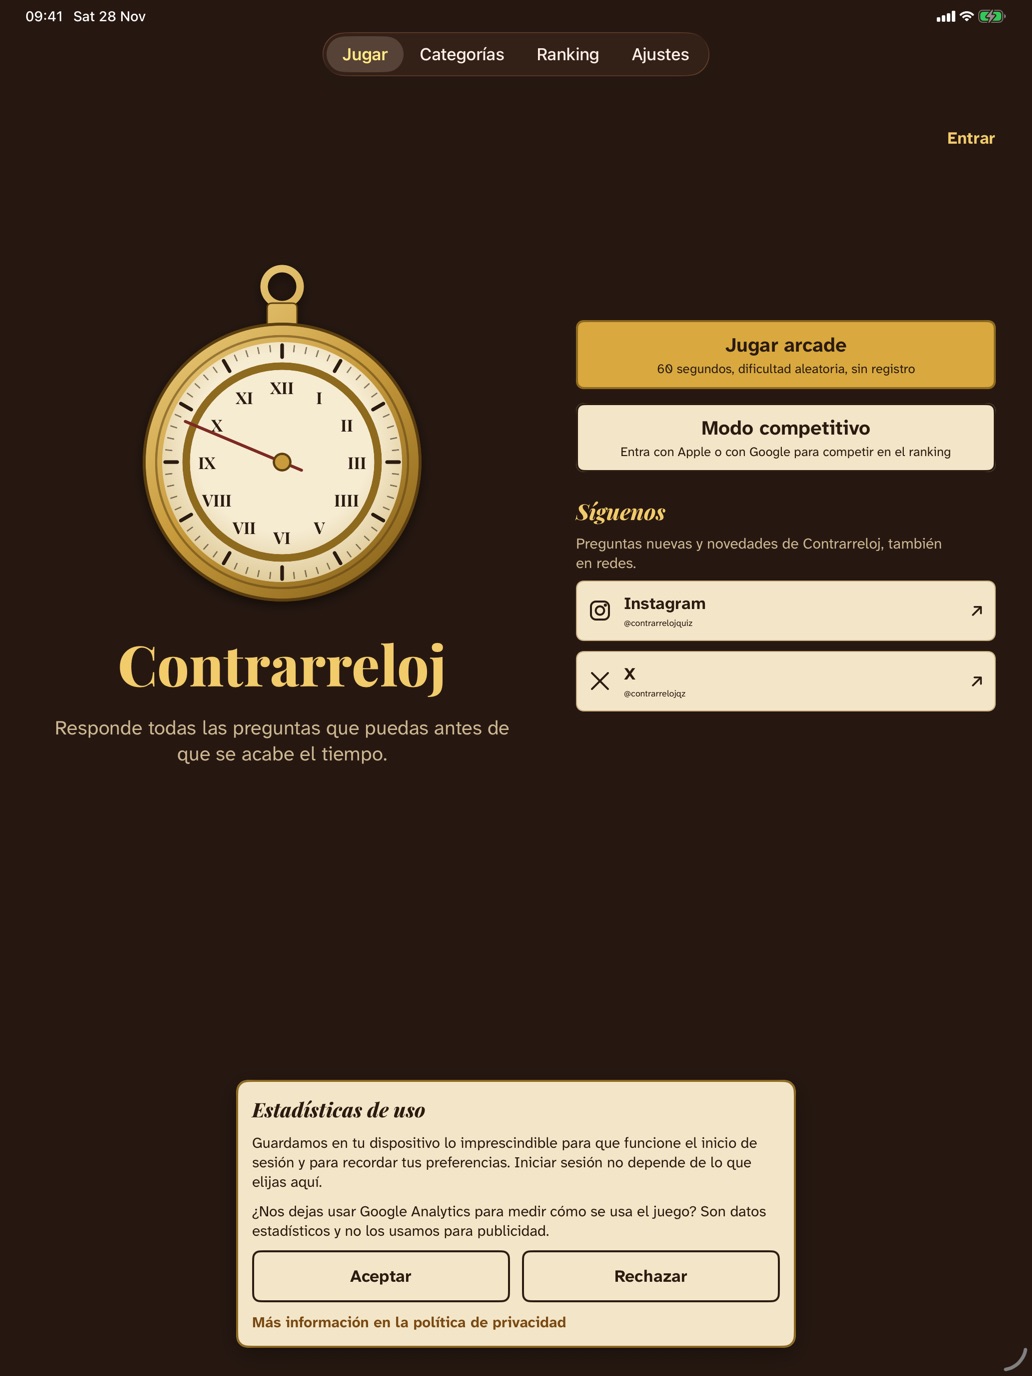 09:41 Sat 28 Nov
Jugar Categorías Ranking Ajustes
Entrar
XII
I
II
III
IIII
V
VI
VII
VIII
IX
X
XI
Contrarreloj
Responde todas las preguntas que puedas antes de
que se acabe el tiempo.
Jugar arcade
60 segundos, dificultad aleatoria, sin registro
Modo competitivo
Entra con Apple o con Google para competir en el ranking
Síguenos
Preguntas nuevas y novedades de Contrarreloj, también
en redes.
Instagram
@contrarrelojquiz
X
@contrarrelojqz
Estadísticas de uso
Guardamos en tu dispositivo lo imprescindible para que funcione el inicio de
sesión y para recordar tus preferencias. Iniciar sesión no depende de lo que
elijas aquí.
¿Nos dejas usar Google Analytics para medir cómo se usa el juego? Son datos
estadísticos y no los usamos para publicidad.
Aceptar
Rechazar
Más información en la política de privacidad